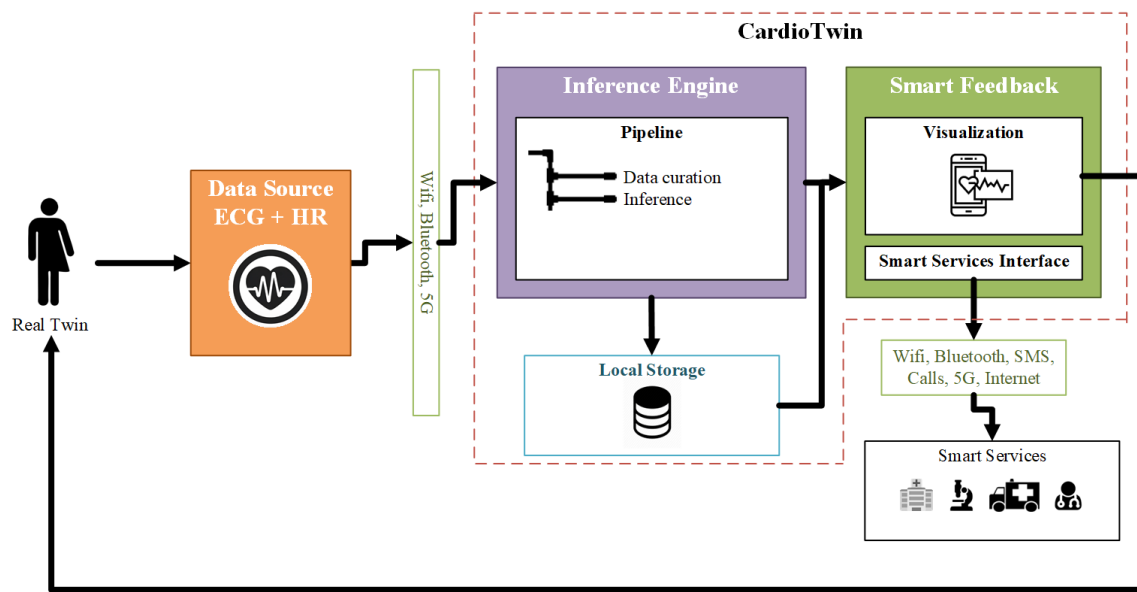 CardioTwin
Inference Engine
Smart Feedback
Pipeline
Data curation
Inference
Visualization
Smart Services Interface
Data Source
ECG + HR
Wifi, Bluetooth, 5G
Real Twin
Local Storage
Wifi, Bluetooth, SMS,
Calls, 5G, Internet
Smart Services